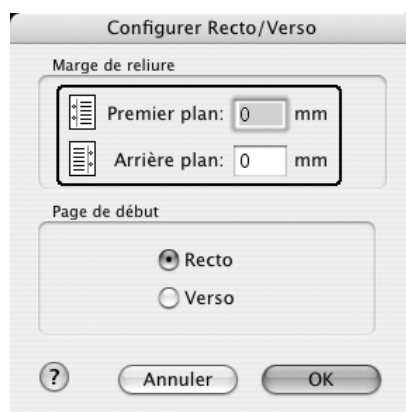 Configurer Recto/Verso
Marge de reliure
Premier plan: 0 mm
Arrière plan: 0 mm
Page de début
Recto
Verso
? Annuler OK